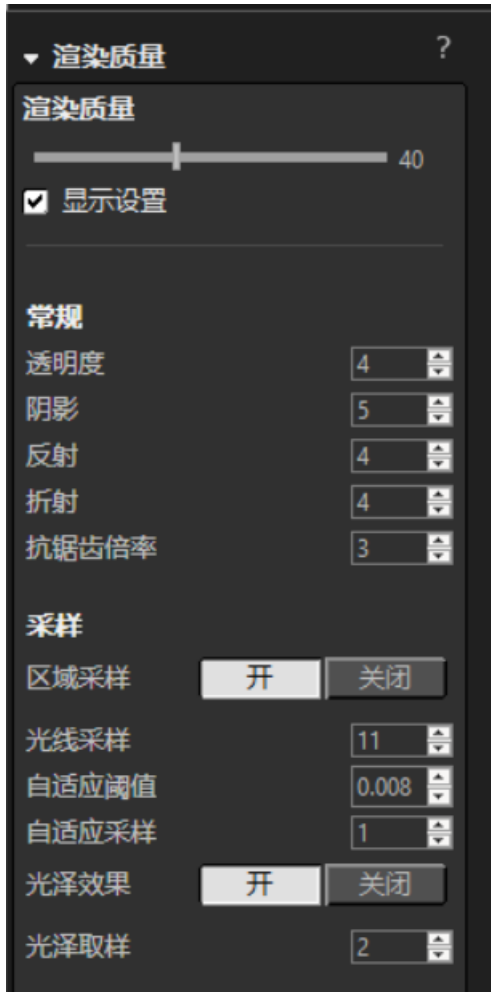 渲染质量 ?
渲染质量
40
显示设置
常规
透明度 4
阴影 5
反射 4
折射 4
抗锯齿倍率 3
采样
区域采样 开 关闭
光线采样 11
自适应阈值 0.008
自适应采样 1
光泽效果 开 关闭
光泽取样 2